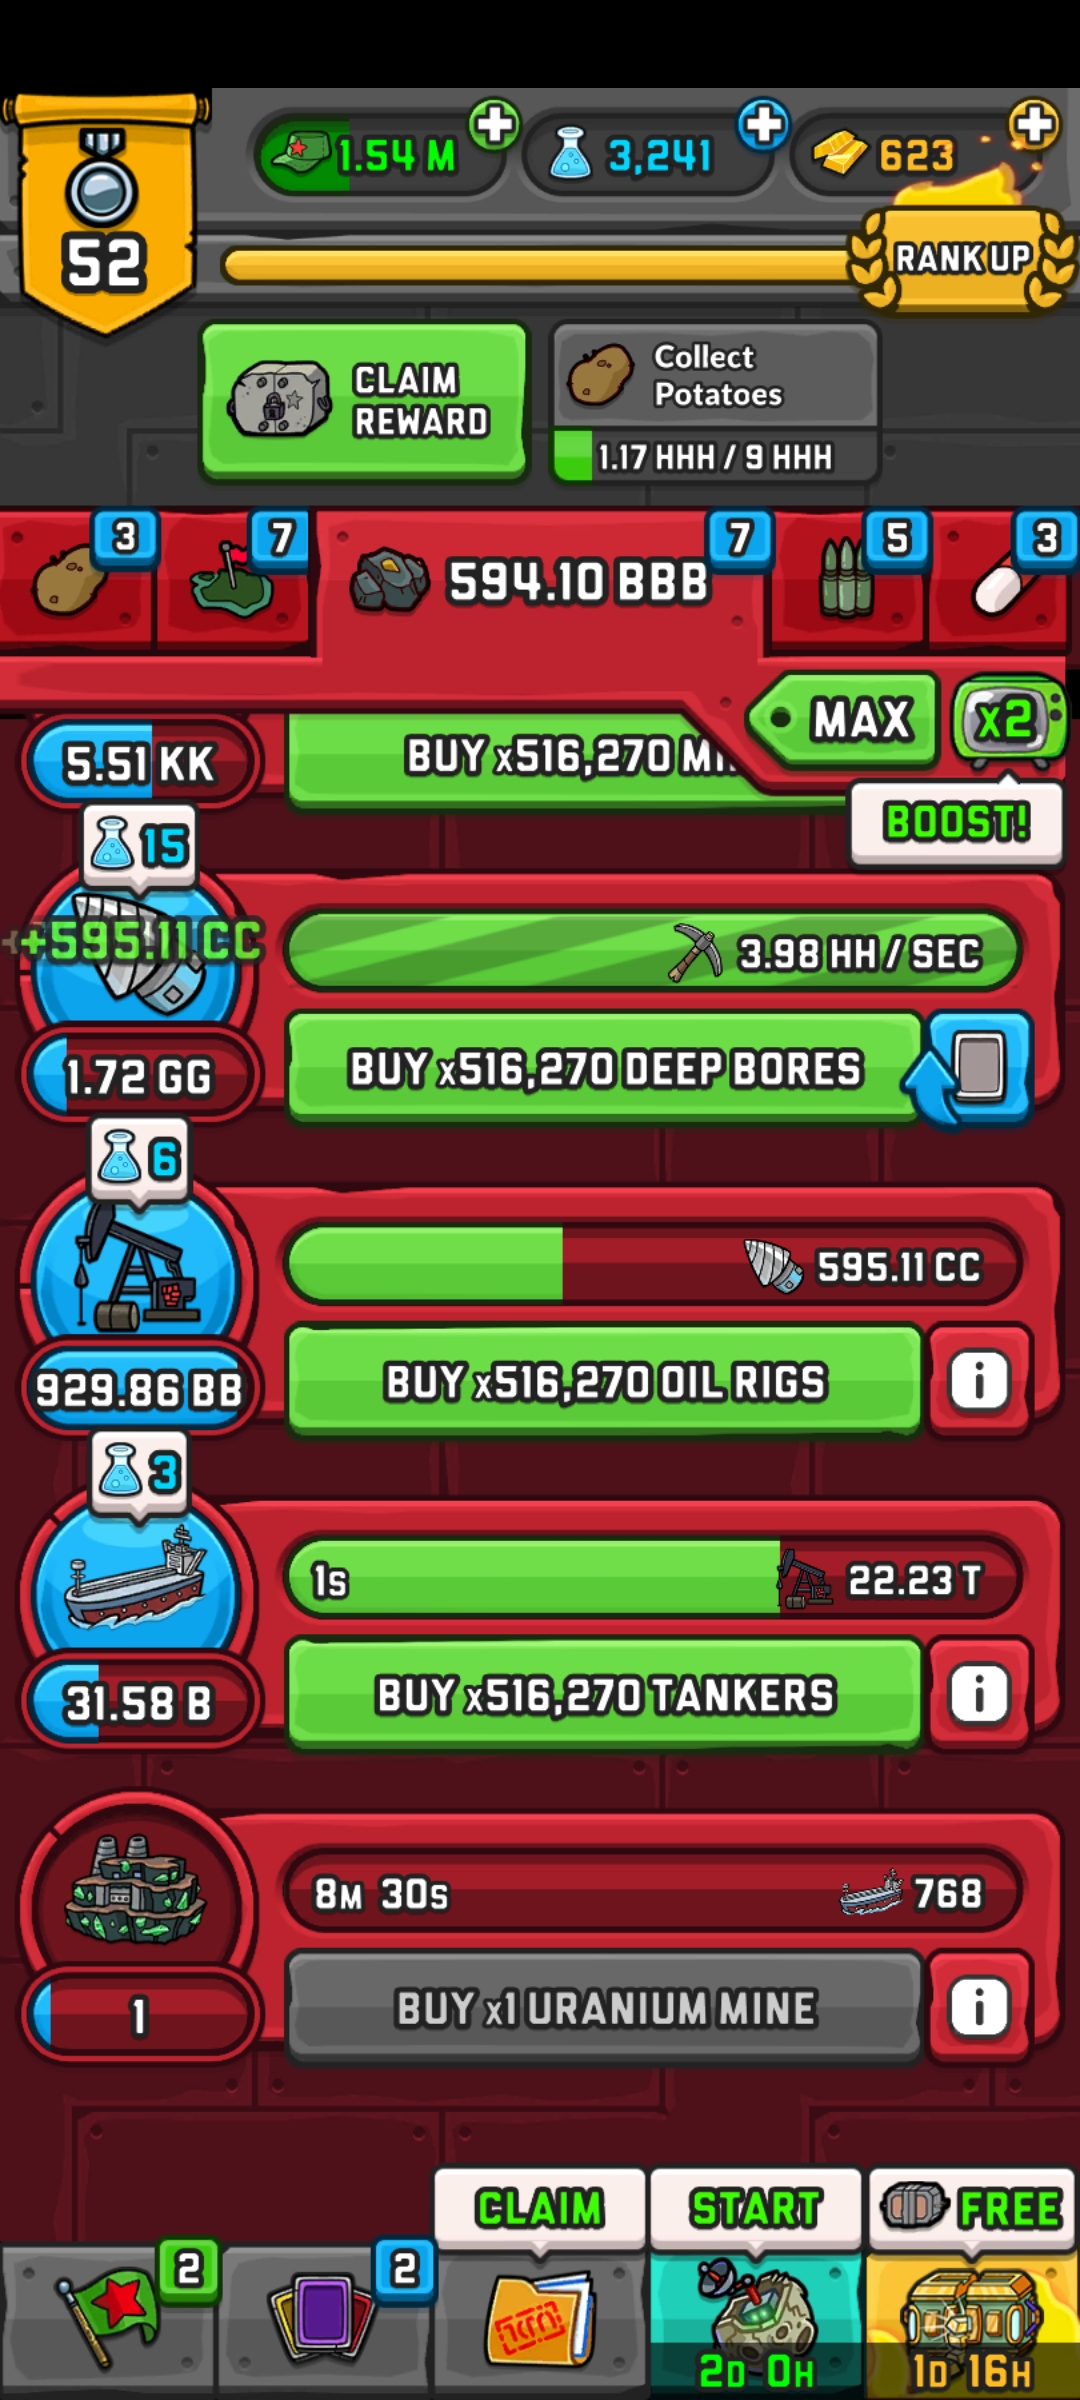 1.54 M
3,241
623
52
RANK UP
CLAIM
REWARD
Collect
Potatoes
1.17 HHH / 9 HHH
3
7
594.10 BBB
7
5
3
MAX
x2
5.51 KK
BUY x516,270
BOOST!
15
+595.11 CC
3.98 HH / SEC
1.72 GG
BUY x516,270 DEEP BORES
6
595.11 CC
929.86 BB
BUY x516,270 OIL RIGS
i
3
1s
22.23 T
31.58 B
BUY x516,270 TANKERS
i
8M 30s
768
1
BUY x1 URANIUM MINE
i
CLAIM
START
FREE
2
2
2D 0H
1D 16H